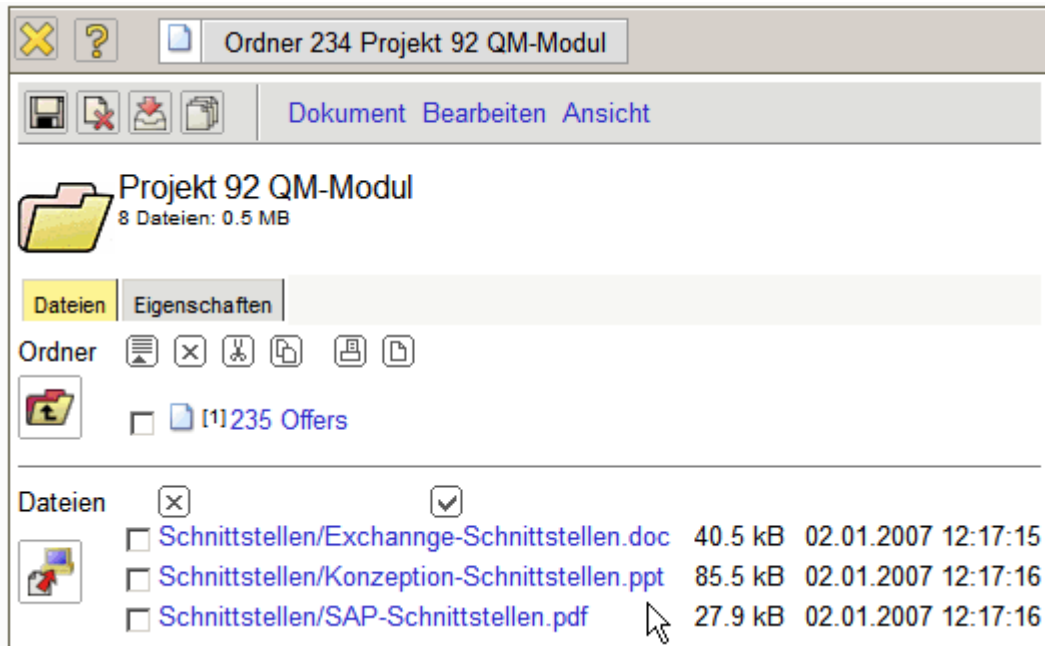 Ordner 234 Projekt 92 QM-Modul
Dokument Bearbeiten Ansicht
Projekt 92 QM-Modul
8 Dateien: 0.5 MB
Dateien Eigenschaften
Ordner
[1] 235 Offers
Dateien
Schnittstellen/Exchannge-Schnittstellen.doc 40.5 kB 02.01.2007 12:17:15
Schnittstellen/Konzeption-Schnittstellen.ppt 85.5 kB 02.01.2007 12:17:16
Schnittstellen/SAP-Schnittstellen.pdf 27.9 kB 02.01.2007 12:17:16